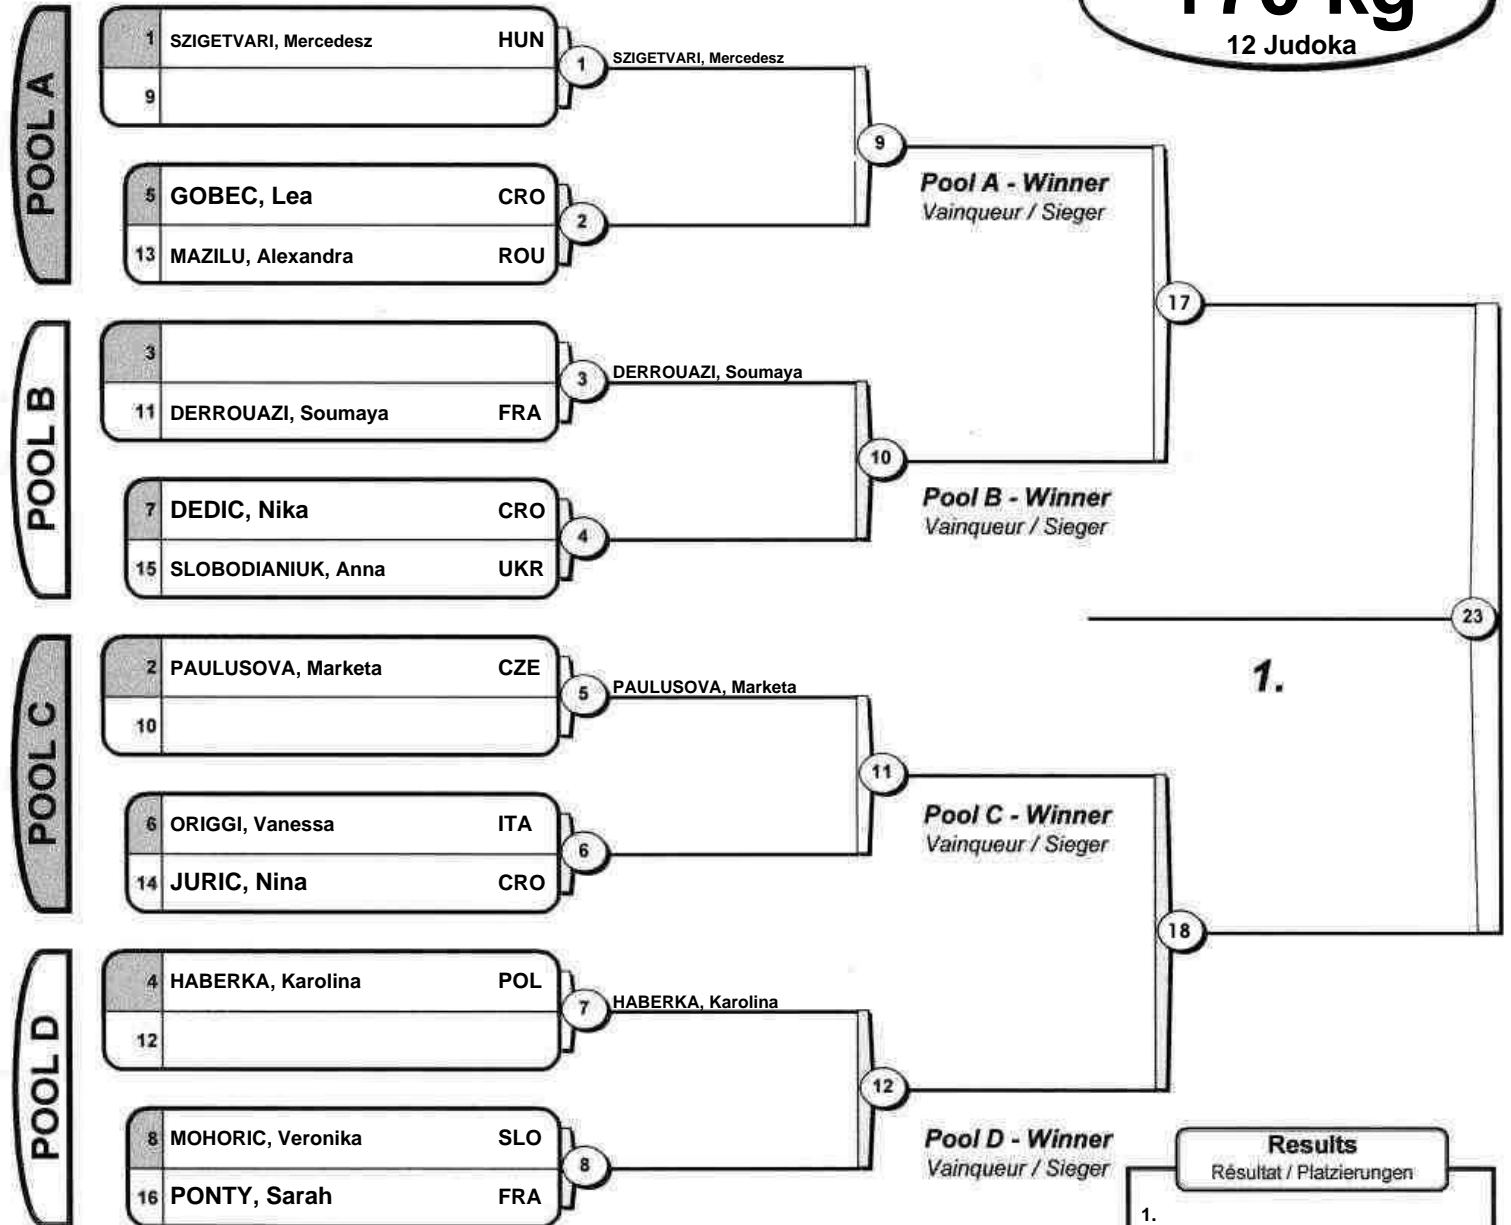 +70 kg
12 Judoka
POOL A
1 SZIGETVARI, Mercedesz HUN
9
1
SZIGETVARI, Mercedesz
5 GOBEC, Lea CRO
13 MAZILU, Alexandra ROU
2
9
Pool A - Winner
Vainqueur / Sieger
POOL B
3
11 DERROUAZI, Soumaya FRA
3
DERROUAZI, Soumaya
7 DEDIC, Nika CRO
15 SLOBODIANIUK, Anna UKR
4
10
Pool B - Winner
Vainqueur / Sieger
17
POOL C
2 PAULUSOVA, Marketa CZE
10
5
PAULUSOVA, Marketa
6 ORIGGI, Vanessa ITA
14 JURIC, Nina CRO
6
11
Pool C - Winner
Vainqueur / Sieger
23
1.
POOL D
4 HABERKA, Karolina POL
12
7
HABERKA, Karolina
8 MOHORIC, Veronika SLO
16 PONTY, Sarah FRA
8
12
Pool D - Winner
Vainqueur / Sieger
18
Results
Résultat / Platzierungen
1.